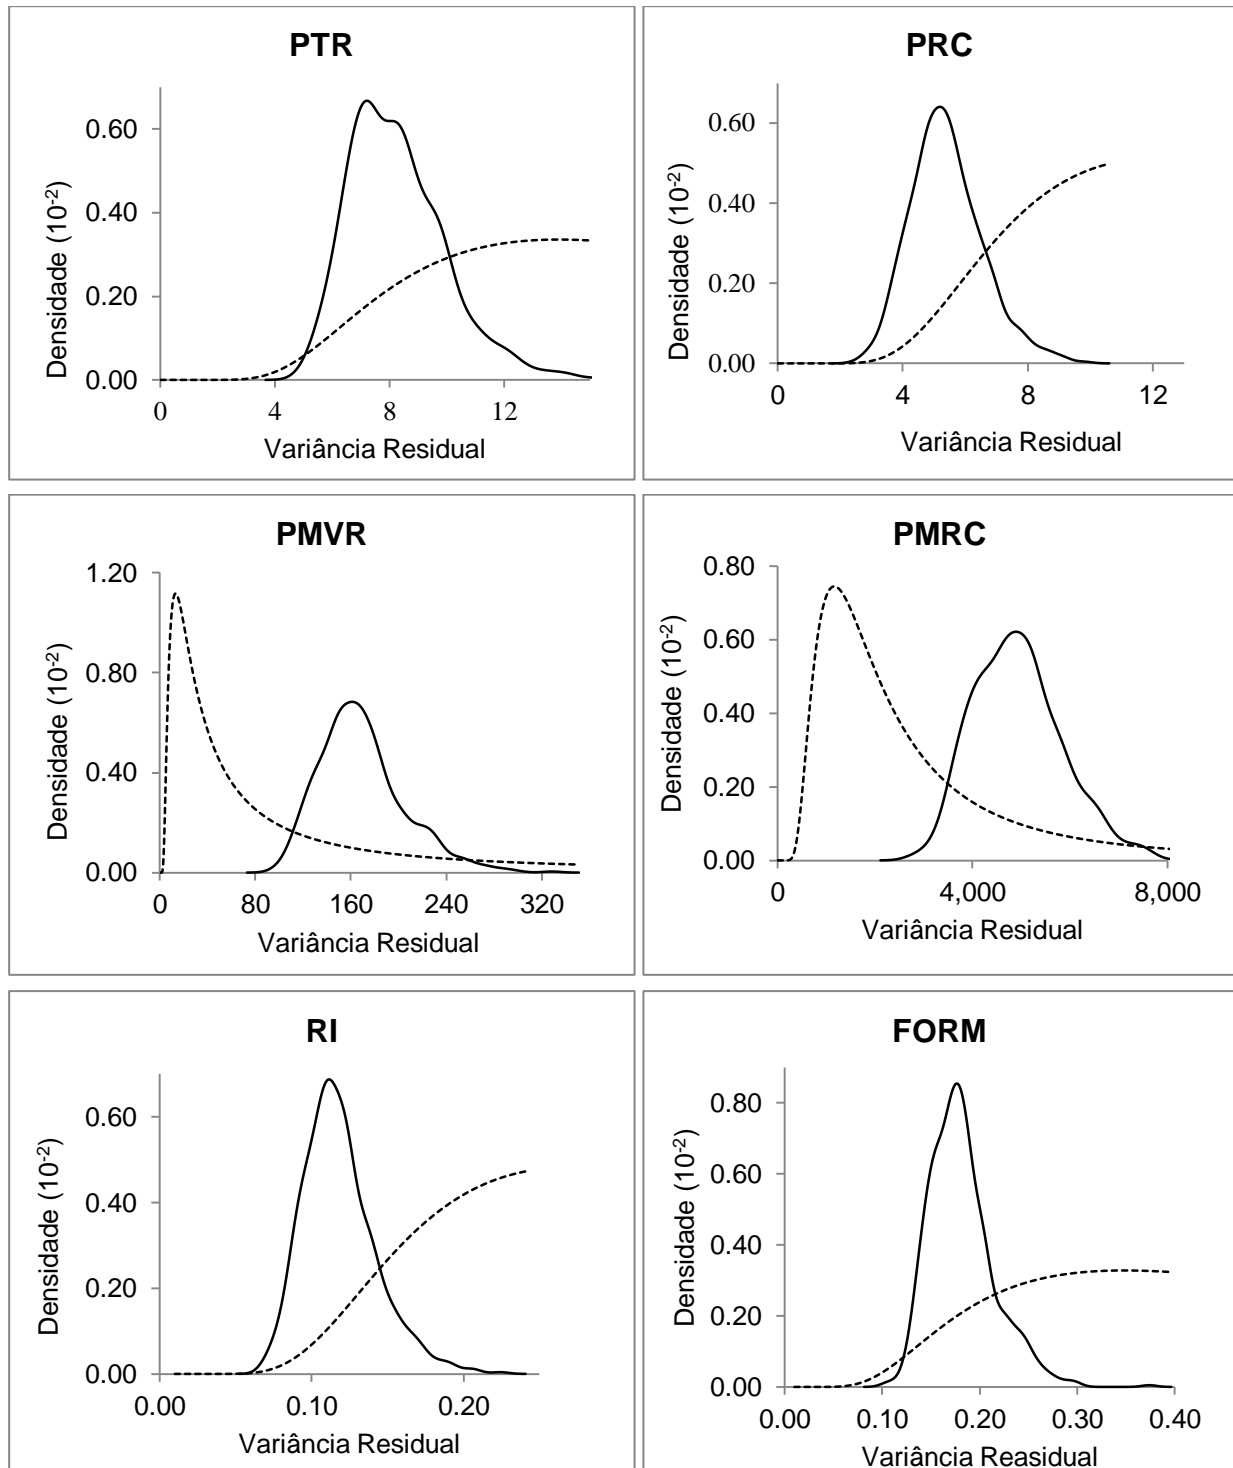 PTR
Densidade (10-2)
0.60
0.40
0.20
0.00
0 4 8 12
Variância Residual
PRC
Densidade (10-2)
0.60
0.40
0.20
0.00
0 4 8 12
Variância Residual
PMVR
Densidade (10-2)
1.20
0.80
0.40
0.00
0 80 160 240 320
Variância Residual
PMRC
Densidade (10-2)
0.80
0.60
0.40
0.20
0.00
0 4,000 8,000
Variância Residual
RI
Densidade (10-2)
0.60
0.40
0.20
0.00
0.00 0.10 0.20
Variância Residual
FORM
Densidade (10-2)
0.80
0.60
0.40
0.20
0.00
0.00 0.10 0.20 0.30 0.40
Variância Reasidual